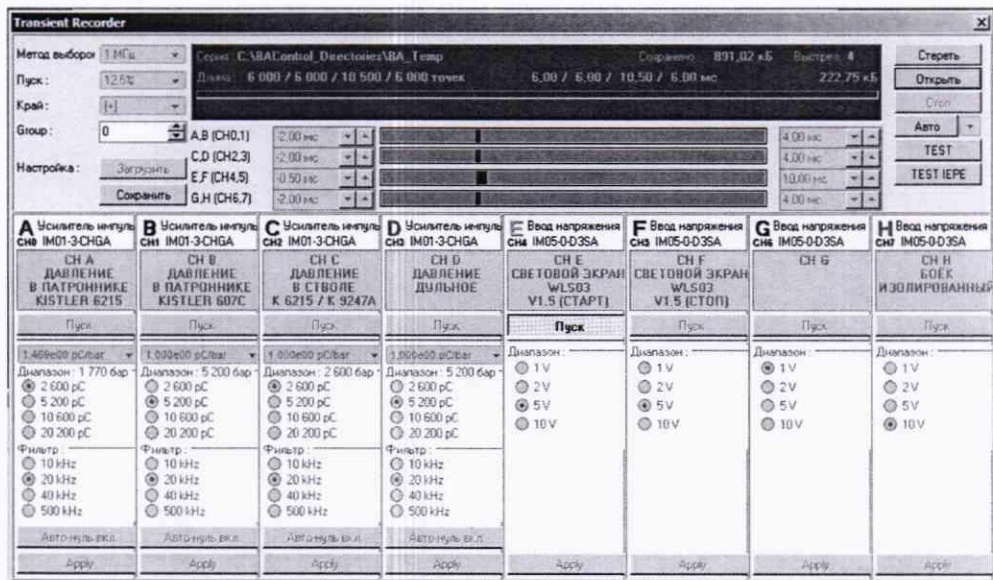 Transient Recorder
Метод выборок 1 МГц
Пуск : 12.5%
Край : [+]
Group : 0
Настройка : Загрузить
Сохранить
Серия C:\BAControl_Directories\BA_Temp Сохранено 891,02 кБ Выстрел 4
Длина 6 000 / 6 000 / 10 500 / 6 000 точек 6,00 / 6,00 / 10,50 / 6,00 мс 222,75 кБ
A,B (CH0,1) -2,00 мс 4,00 мс
C,D (CH2,3) -2,00 мс 4,00 мс
E,F (CH4,5) -0.50 мс 10,00 мс
G,H (CH6,7) -2,00 мс 4,00 мс
Стереть
Открыть
Стоп
Авто
TEST
TEST IEPE
A Усилитель импуль
CH0 IM01-3-CHGA
CH A
ДАВЛЕНИЕ
В ПАТРОННИКЕ
KISTLER 6215
Пуск
1,469e00 pC/bar
Диапазон : 1 770 бар
2 600 pC
5 200 pC
10 600 pC
20 200 pC
Фильтр :
10 kHz
20 kHz
40 kHz
500 kHz
Авто-нуль вкл
Apply
B Усилитель импуль
CH1 IM01-3-CHGA
CH B
ДАВЛЕНИЕ
В ПАТРОННИКЕ
KISTLER 607C
Пуск
1,000e00 pC/bar
Диапазон : 5 200 бар
2 600 pC
5 200 pC
10 600 pC
20 200 pC
Фильтр :
10 kHz
20 kHz
40 kHz
500 kHz
Авто-нуль вкл
Apply
C Усилитель импуль
CH2 IM01-3-CHGA
CH C
ДАВЛЕНИЕ
В СТВОЛЕ
K 6215 / K 9247A
Пуск
1,000e00 pC/bar
Диапазон : 2 600 бар
2 600 pC
5 200 pC
10 600 pC
20 200 pC
Фильтр :
10 kHz
20 kHz
40 kHz
500 kHz
Авто-нуль вкл
Apply
D Усилитель импуль
CH3 IM01-3-CHGA
CH D
ДАВЛЕНИЕ
ДУЛЬНОЕ
Пуск
1,000e00 pC/bar
Диапазон : 5 200 бар
2 600 pC
5 200 pC
10 600 pC
20 200 pC
Фильтр :
10 kHz
20 kHz
40 kHz
500 kHz
Авто-нуль вкл
Apply
E Ввод напряжения
CH4 IM05-0-D3SA
CH E
СВЕТОВОЙ ЭКРАН
WLS03
V1.5 (СТАРТ)
Пуск
Диапазон :
1 V
2 V
5 V
10 V
Apply
F Ввод напряжения
CH5 IM05-0-D3SA
CH F
СВЕТОВОЙ ЭКРАН
WLS03
V1.5 (СТОП)
Пуск
Диапазон :
1 V
2 V
5 V
10 V
Apply
G Ввод напряжения
CH6 IM05-0-D3SA
CH G
Пуск
Диапазон :
1 V
2 V
5 V
10 V
Apply
H Ввод напряжения
CH7 IM05-0-D3SA
CH H
БОЕК
ИЗОЛИРОВАННЫЙ
Пуск
Диапазон :
1 V
2 V
5 V
10 V
Apply